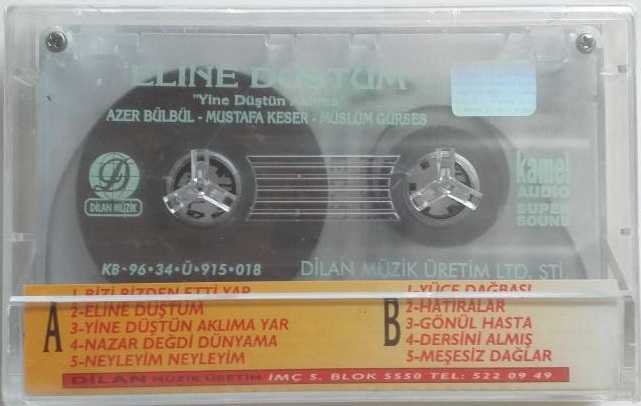 ELİNE DÜŞTÜM
"Yine Düştün Aklıma"
AZER BÜLBÜL - MUSTAFA KESER - MÜSLÜM GÜRSES
DİLAN MÜZİK
kamel
AUDIO
SUPER
SOUND
KB-96-34-Ü-915-018
DİLAN MÜZİK ÜRETİM LTD. ŞTİ
A
1-BİZİ BİZDEN ETTİ YAR
2-ELİNE DÜŞTÜM
3-YİNE DÜŞTÜN AKLIMA YAR
4-NAZAR DEĞDİ DÜNYAMA
5-NEYLEYİM NEYLEYİM
B
1-YÜCE DAĞBAŞI
2-HATIRALAR
3-GÖNÜL HASTA
4-DERSİNİ ALMIŞ
5-MEŞESİZ DAĞLAR
DİLAN MÜZİK ÜRETİM İMÇ 5. BLOK 5550 TEL: 522 09 49